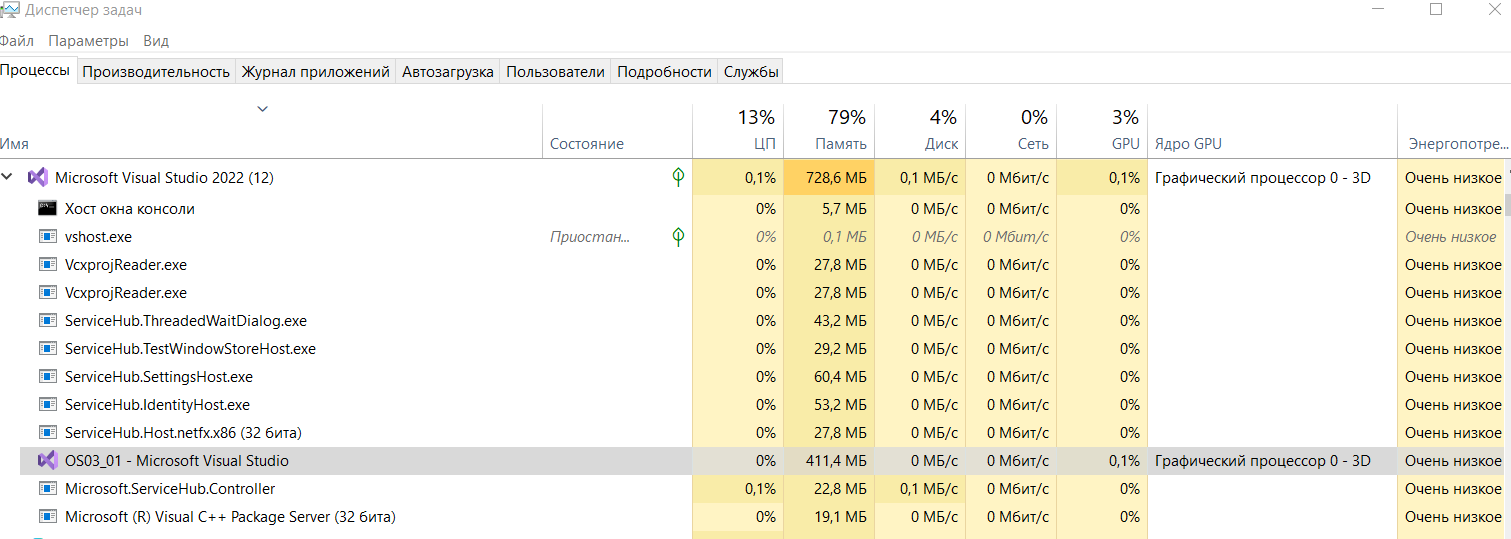 Диспетчер задач
Файл Параметры Вид
Процессы Производительность Журнал приложений Автозагрузка Пользователи Подробности Службы
13% 79% 4% 0% 3%
Имя Состояние ЦП Память Диск Сеть GPU Ядро GPU Энергопотре...
Microsoft Visual Studio 2022 (12) 0,1% 728,6 МБ 0,1 МБ/с 0 Мбит/с 0,1% Графический процессор 0 - 3D Очень низкое
Хост окна консоли 0% 5,7 МБ 0 МБ/с 0 Мбит/с 0% Очень низкое
vshost.exe Приостан... 0% 0,1 МБ 0 МБ/с 0 Мбит/с 0% Очень низкое
VcxprojReader.exe 0% 27,8 МБ 0 МБ/с 0 Мбит/с 0% Очень низкое
VcxprojReader.exe 0% 27,8 МБ 0 МБ/с 0 Мбит/с 0% Очень низкое
ServiceHub.ThreadedWaitDialog.exe 0% 43,2 МБ 0 МБ/с 0 Мбит/с 0% Очень низкое
ServiceHub.TestWindowStoreHost.exe 0% 29,2 МБ 0 МБ/с 0 Мбит/с 0% Очень низкое
ServiceHub.SettingsHost.exe 0% 60,4 МБ 0 МБ/с 0 Мбит/с 0% Очень низкое
ServiceHub.IdentityHost.exe 0% 53,2 МБ 0 МБ/с 0 Мбит/с 0% Очень низкое
ServiceHub.Host.netfx.x86 (32 бита) 0% 27,8 МБ 0 МБ/с 0 Мбит/с 0% Очень низкое
OS03_01 - Microsoft Visual Studio 0% 411,4 МБ 0 МБ/с 0 Мбит/с 0,1% Графический процессор 0 - 3D Очень низкое
Microsoft.ServiceHub.Controller 0,1% 22,8 МБ 0,1 МБ/с 0 Мбит/с 0% Очень низкое
Microsoft (R) Visual C++ Package Server (32 бита) 0% 19,1 МБ 0 МБ/с 0 Мбит/с 0% Очень низкое